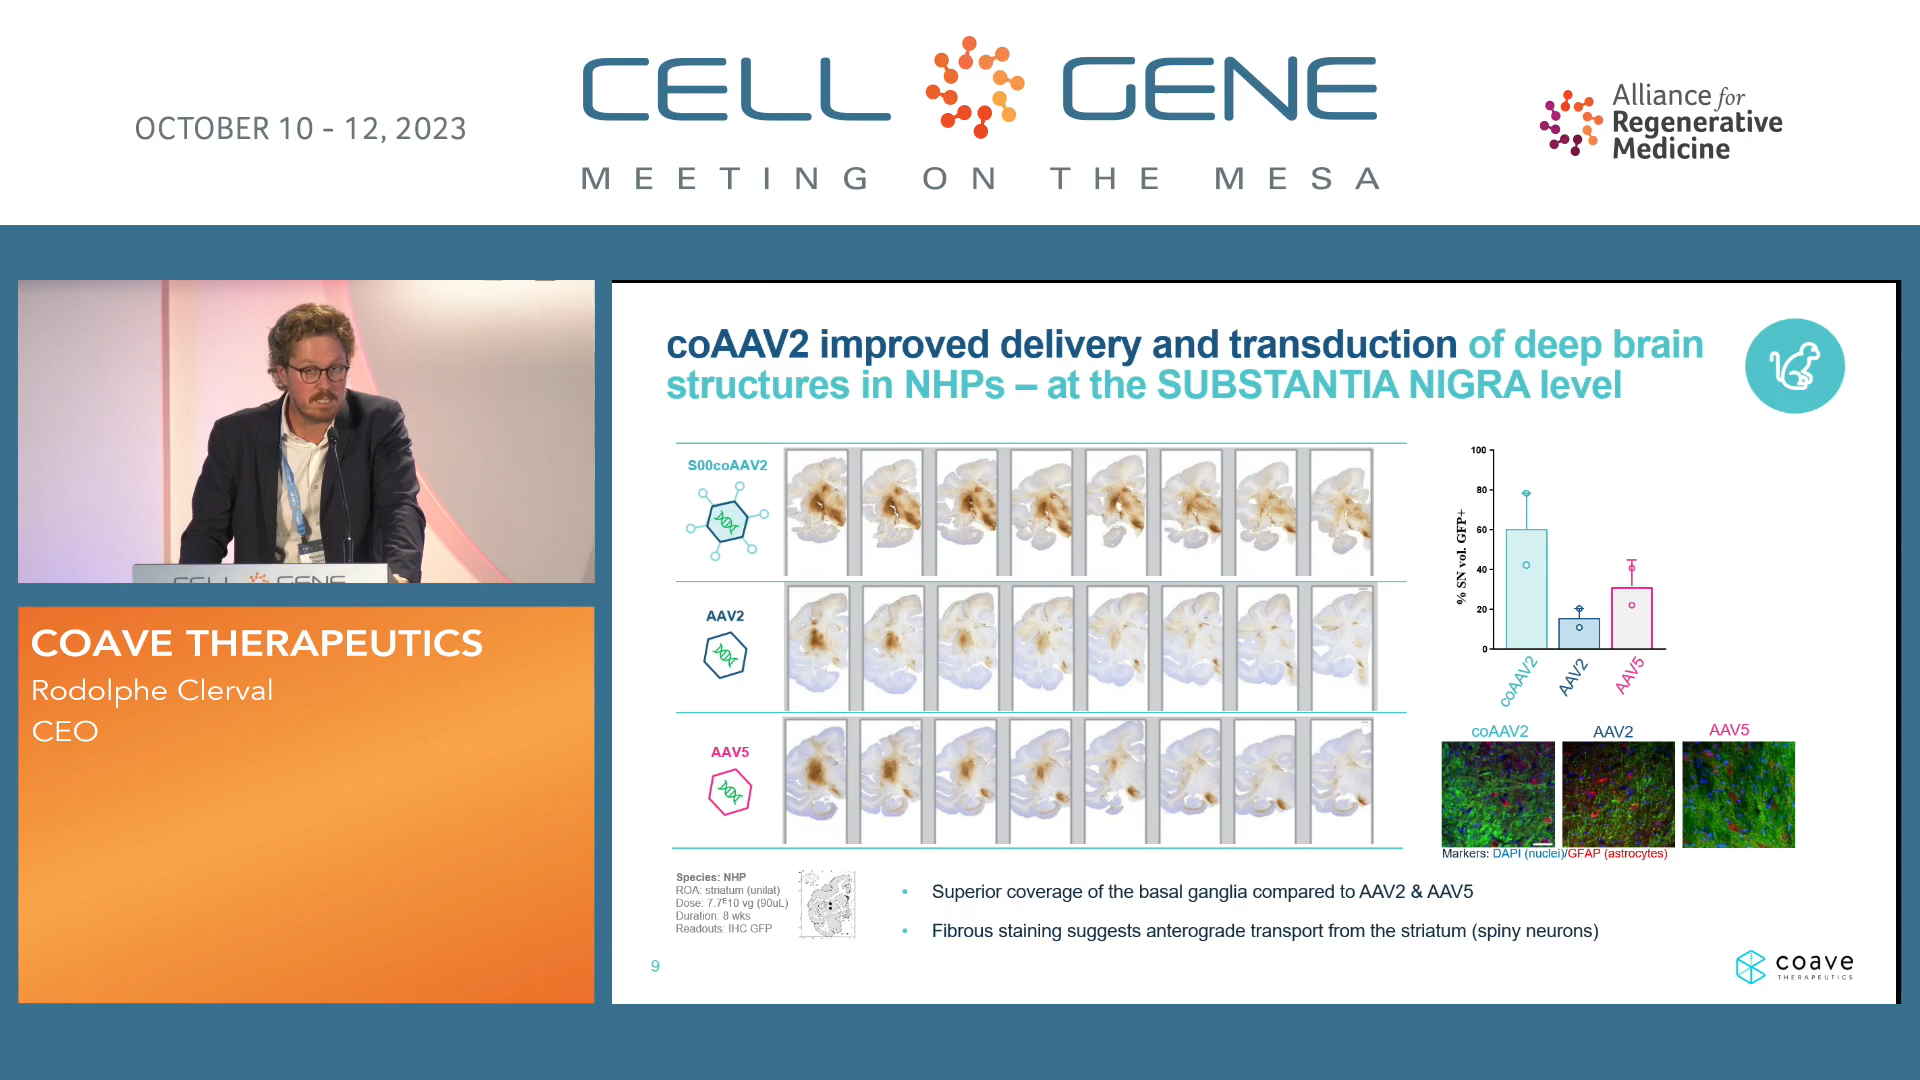 OCTOBER 10 - 12, 2023
CELL GENE
MEETING ON THE MESA
Alliance for
Regenerative
Medicine
CELL GENE
COAVE THERAPEUTICS
Rodolphe Clerval
CEO
coAAV2 improved delivery and transduction of deep brain
structures in NHPs – at the SUBSTANTIA NIGRA level
S00coAAV2
AAV2
AAV5
% SN vol. GFP+
100
80
60
40
20
0
coAAV2
AAV2
AAV5
coAAV2
AAV2
AAV5
Markers: DAPI (nuclei)/GFAP (astrocytes)
Species: NHP
ROA: striatum (unilat)
Dose: 7.7ᴱ10 vg (90uL)
Duration: 8 wks
Readouts: IHC GFP
• Superior coverage of the basal ganglia compared to AAV2 & AAV5
• Fibrous staining suggests anterograde transport from the striatum (spiny neurons)
9
coave
THERAPEUTICS